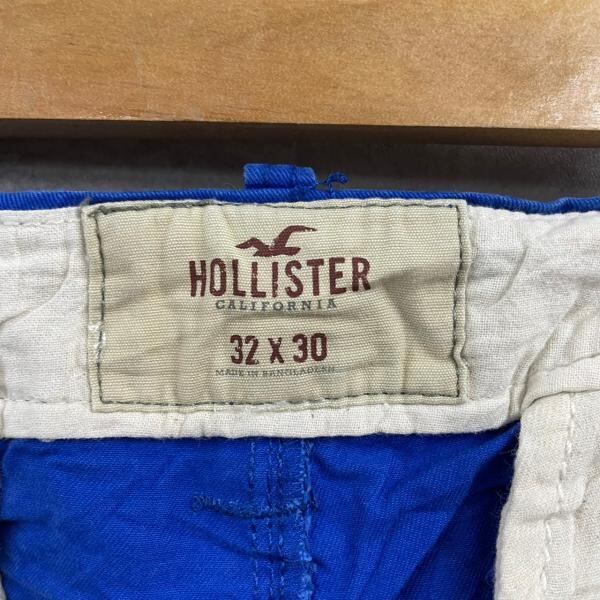 HOLLISTER
CALIFORNIA
32 X 30
MADE IN BANGLADESH